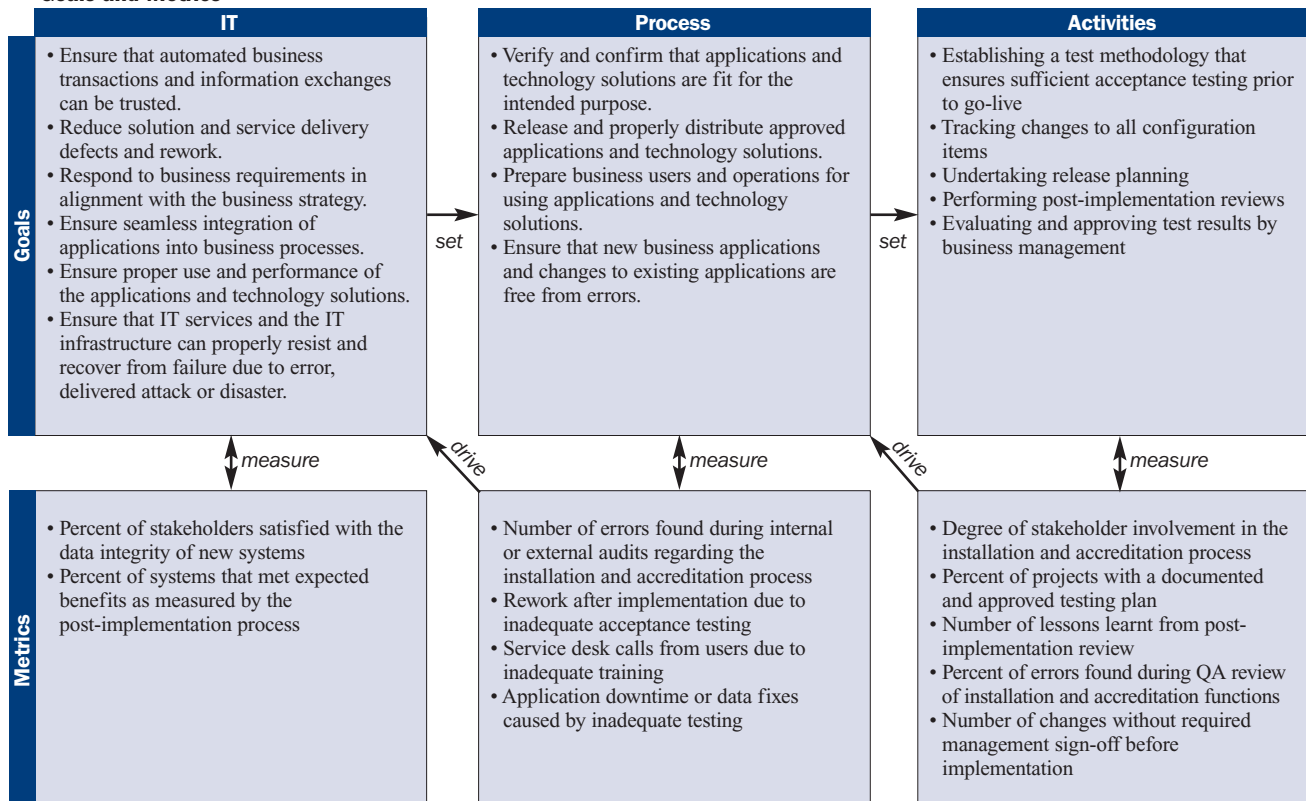 Goals and Metrics
IT
Process
Activities
Goals
• Ensure that automated business
transactions and information exchanges
can be trusted.
• Reduce solution and service delivery
defects and rework.
• Respond to business requirements in
alignment with the business strategy.
• Ensure seamless integration of
applications into business processes.
• Ensure proper use and performance of
the applications and technology solutions.
• Ensure that IT services and the IT
infrastructure can properly resist and
recover from failure due to error,
delivered attack or disaster.
set
• Verify and confirm that applications and
technology solutions are fit for the
intended purpose.
• Release and properly distribute approved
applications and technology solutions.
• Prepare business users and operations for
using applications and technology
solutions.
• Ensure that new business applications
and changes to existing applications are
free from errors.
set
• Establishing a test methodology that
ensures sufficient acceptance testing prior
to go-live
• Tracking changes to all configuration
items
• Undertaking release planning
• Performing post-implementation reviews
• Evaluating and approving test results by
business management
measure
drive
measure
drive
measure
Metrics
• Percent of stakeholders satisfied with the
data integrity of new systems
• Percent of systems that met expected
benefits as measured by the
post-implementation process
• Number of errors found during internal
or external audits regarding the
installation and accreditation process
• Rework after implementation due to
inadequate acceptance testing
• Service desk calls from users due to
inadequate training
• Application downtime or data fixes
caused by inadequate testing
• Degree of stakeholder involvement in the
installation and accreditation process
• Percent of projects with a documented
and approved testing plan
• Number of lessons learnt from post-
implementation review
• Percent of errors found during QA review
of installation and accreditation functions
• Number of changes without required
management sign-off before
implementation